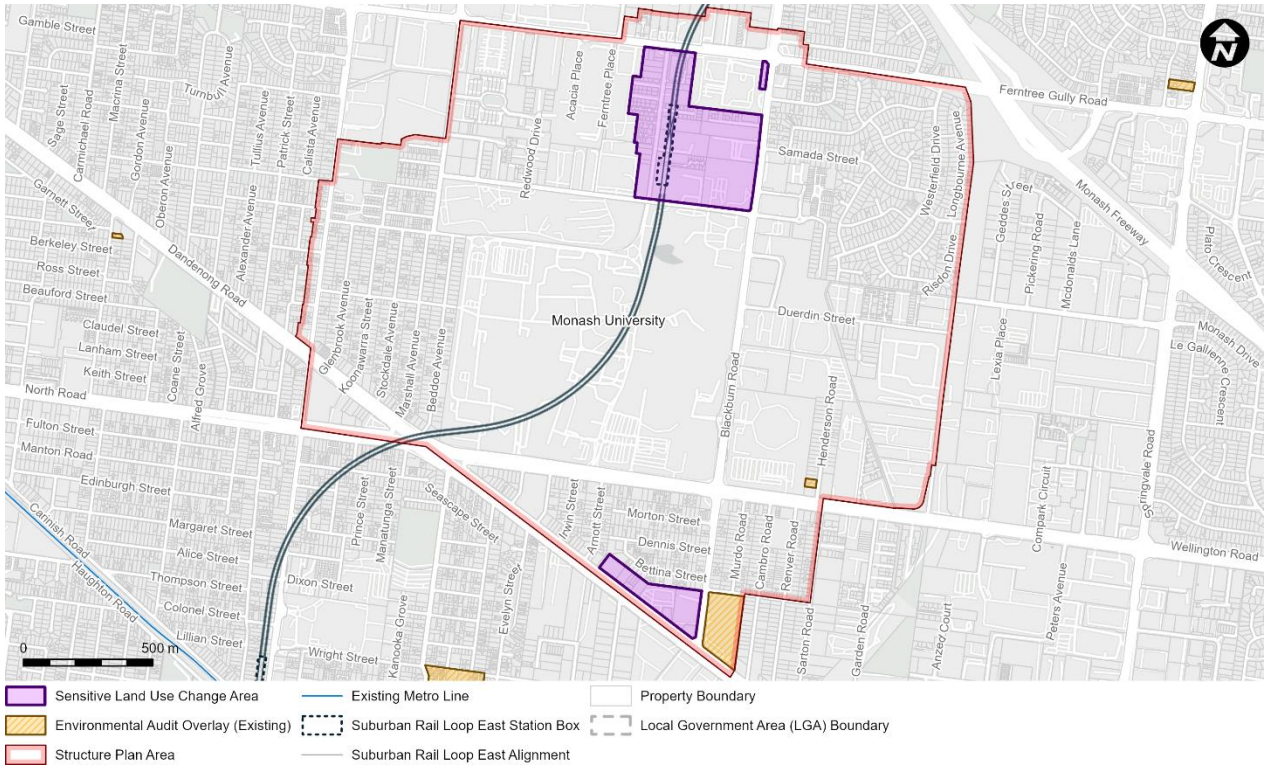 Gamble Street
Sege Street
Carmichael Road
Macrina Street
Gordon Avenue
Turnbull Avenue
Oberon Avenue
Tullius Avenue
Patrick Street
Calista Avenue
Acacia Place
Ferntree Place
Redwood Drive
Ferntree Gully Road
N
Samada Street
Westerfield Drive
Longbourne Avenue
Risdon Drive
Geddes Street
Pickering Road
McDonalds Lane
Monash Freeway
Plato Crescent
Garnett Street
Berkeley Street
Ross Street
Beauford Street
Claudel Street
Lanham Street
Keith Street
Coane Street
Alfred Grove
Alexander Avenue
Dandenong Road
North Road
Glenbrook Avenue
Koonawarra Street
Stockdale Avenue
Marshall Avenue
Beddoe Avenue
Monash University
Blackburn Road
Duerdin Street
Henderson Road
Lexia Place
Monash Drive
Le Gallienne Crescent
Springvale Road
Fulton Street
Manton Road
Edinburgh Street
Carinish Road
Haughton Road
Margaret Street
Alice Street
Thompson Street
Colonel Street
Lillian Street
Prince Street
Manatunga Street
Dixon Street
Wright Street
Kanooka Grove
Evelyn Street
Seascape Street
Irwin Street
Arnott Street
Morton Street
Dennis Street
Bettina Street
Murdo Road
Cambro Road
Renver Road
Sarton Road
Garden Road
Anzed Court
Compark Circuit
Peters Avenue
Wellington Road
0 500 m
Sensitive Land Use Change Area
Environmental Audit Overlay (Existing)
Structure Plan Area
Existing Metro Line
Suburban Rail Loop East Station Box
Suburban Rail Loop East Alignment
Property Boundary
Local Government Area (LGA) Boundary